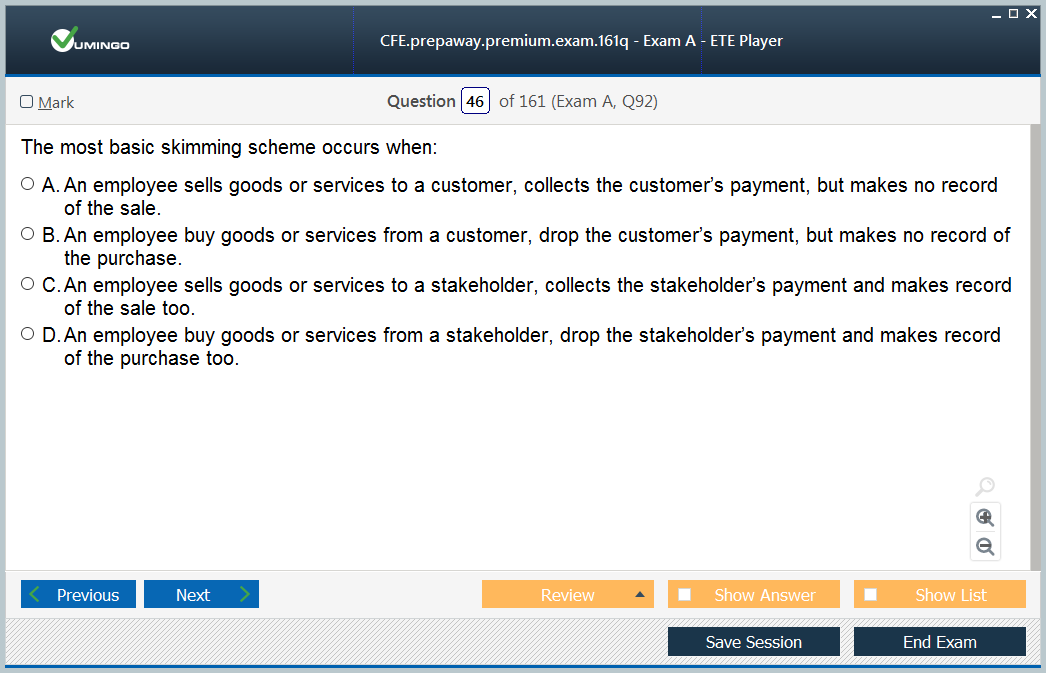 VUMINGO
CFE.prepaway.premium.exam.161q - Exam A - ETE Player
Mark
Question 46 of 161 (Exam A, Q92)
The most basic skimming scheme occurs when:
A. An employee sells goods or services to a customer, collects the customer’s payment, but makes no record
of the sale.
B. An employee buy goods or services from a customer, drop the customer’s payment, but makes no record of
the purchase.
C. An employee sells goods or services to a stakeholder, collects the stakeholder’s payment and makes record
of the sale too.
D. An employee buy goods or services from a stakeholder, drop the stakeholder’s payment and makes record
of the purchase too.
Previous Next Review Show Answer Show List
Save Session End Exam